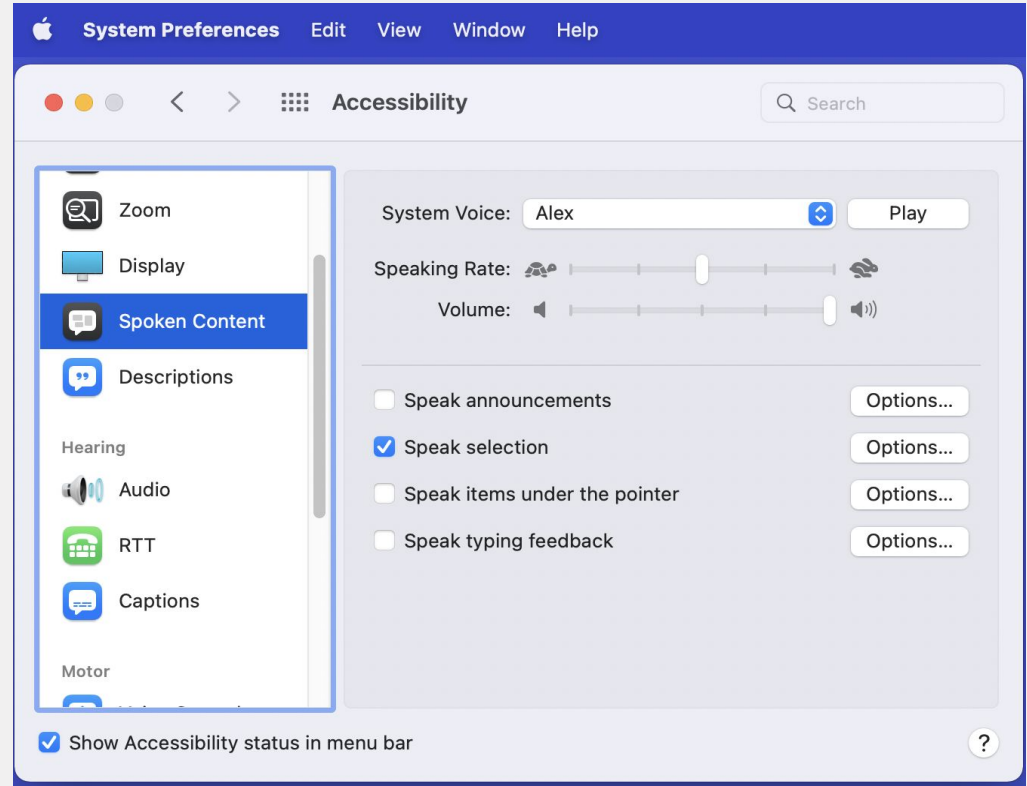 System Preferences Edit View Window Help
Accessibility
Search
Zoom
Display
Spoken Content
Descriptions
Hearing
Audio
RTT
Captions
Motor
System Voice: Alex Play
Speaking Rate:
Volume:
Speak announcements Options...
Speak selection Options...
Speak items under the pointer Options...
Speak typing feedback Options...
Show Accessibility status in menu bar ?